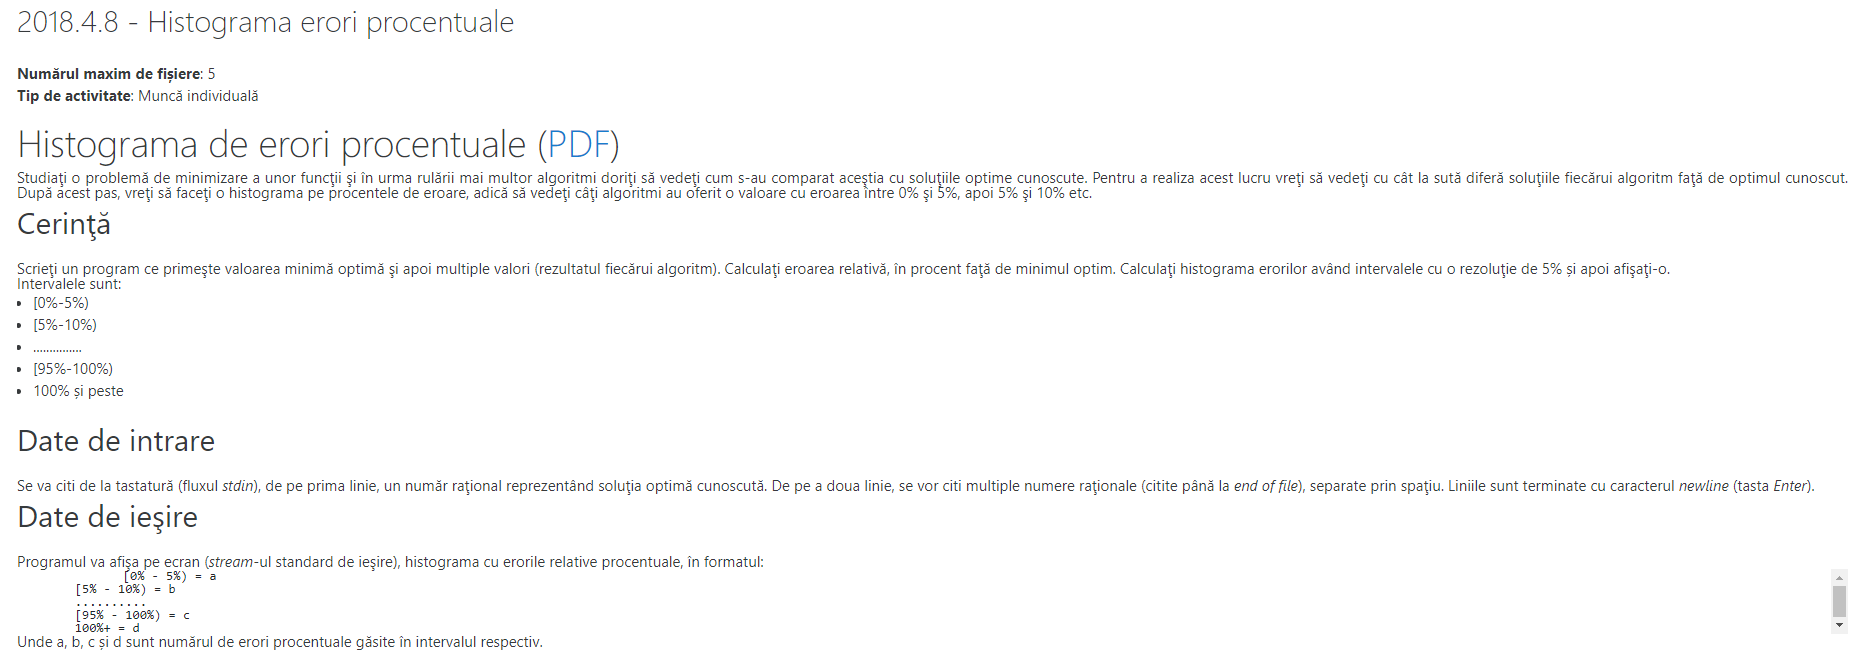 2018.4.8 - Histograma erori procentuale
Numărul maxim de fișiere: 5
Tip de activitate: Muncă individuală
Histograma de erori procentuale (PDF)
Studiaţi o problemă de minimizare a unor funcţii şi în urma rulării mai multor algoritmi doriţi să vedeţi cum s-au comparat aceştia cu soluţiile optime cunoscute. Pentru a realiza acest lucru vreţi să vedeţi cu cât la sută diferă soluţiile fiecărui algoritm faţă de optimul cunoscut.
După acest pas, vreţi să faceţi o histograma pe procentele de eroare, adică să vedeţi câţi algoritmi au oferit o valoare cu eroarea între 0% şi 5%, apoi 5% şi 10% etc.
Cerinţă
Scrieţi un program ce primeşte valoarea minimă optimă şi apoi multiple valori (rezultatul fiecărui algoritm). Calculaţi eroarea relativă, în procent faţă de minimul optim. Calculaţi histograma erorilor având intervalele cu o rezoluţie de 5% și apoi afişaţi-o.
Intervalele sunt:
• [0%-5%)
• [5%-10%)
• ...............
• [95%-100%)
• 100% și peste
Date de intrare
Se va citi de la tastatură (fluxul stdin), de pe prima linie, un număr raţional reprezentând soluţia optimă cunoscută. De pe a doua linie, se vor citi multiple numere raţionale (citite până la end of file), separate prin spaţiu. Liniile sunt terminate cu caracterul newline (tasta Enter).
Date de ieşire
Programul va afişa pe ecran (stream-ul standard de ieşire), histograma cu erorile relative procentuale, în formatul:
[0% - 5%) = a
[5% - 10%) = b
..........
[95% - 100%) = c
100%+ = d
Unde a, b, c și d sunt numărul de erori procentuale găsite în intervalul respectiv.